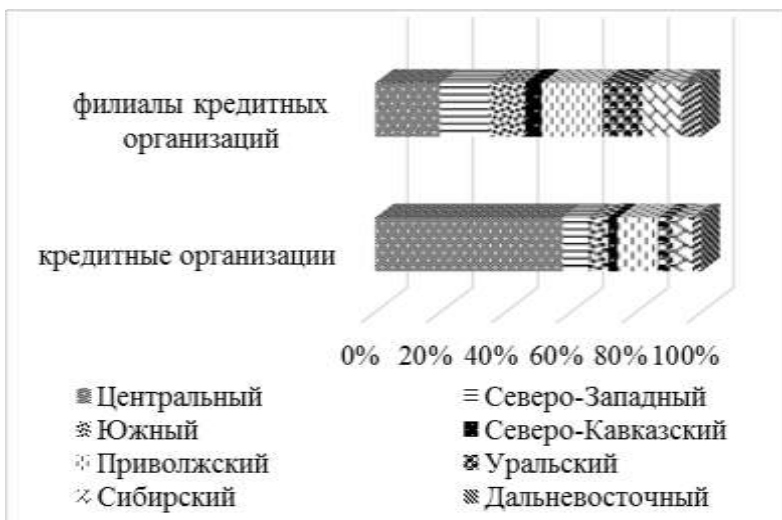 филиалы кредитных
организаций
кредитные организации
0% 20% 40% 60% 80% 100%
Центральный Северо-Западный
Южный Северо-Кавказский
Приволжский Уральский
Сибирский Дальневосточный